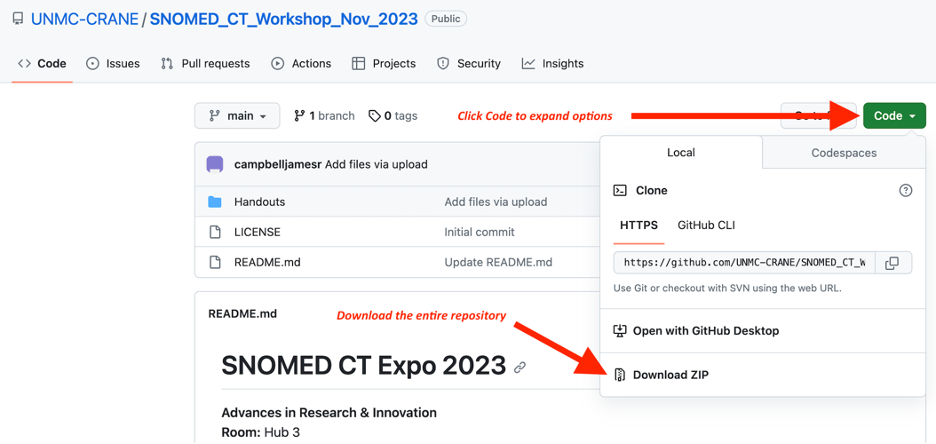 UNMC-CRANE / SNOMED_CT_Workshop_Nov_2023 Public
Code Issues Pull requests Actions Projects Security Insights
main 1 branch 0 tags Click Code to expand options Code
campbelljamesr Add files via upload
Handouts Add files via upload
LICENSE Initial commit
README.md Update README.md
Local Codespaces
Clone
HTTPS GitHub CLI
https://github.com/UNMC-CRANE/SNOMED_CT_W
Use Git or checkout with SVN using the web URL.
Open with GitHub Desktop
Download ZIP
README.md
Download the entire repository
SNOMED CT Expo 2023
Advances in Research & Innovation
Room: Hub 3